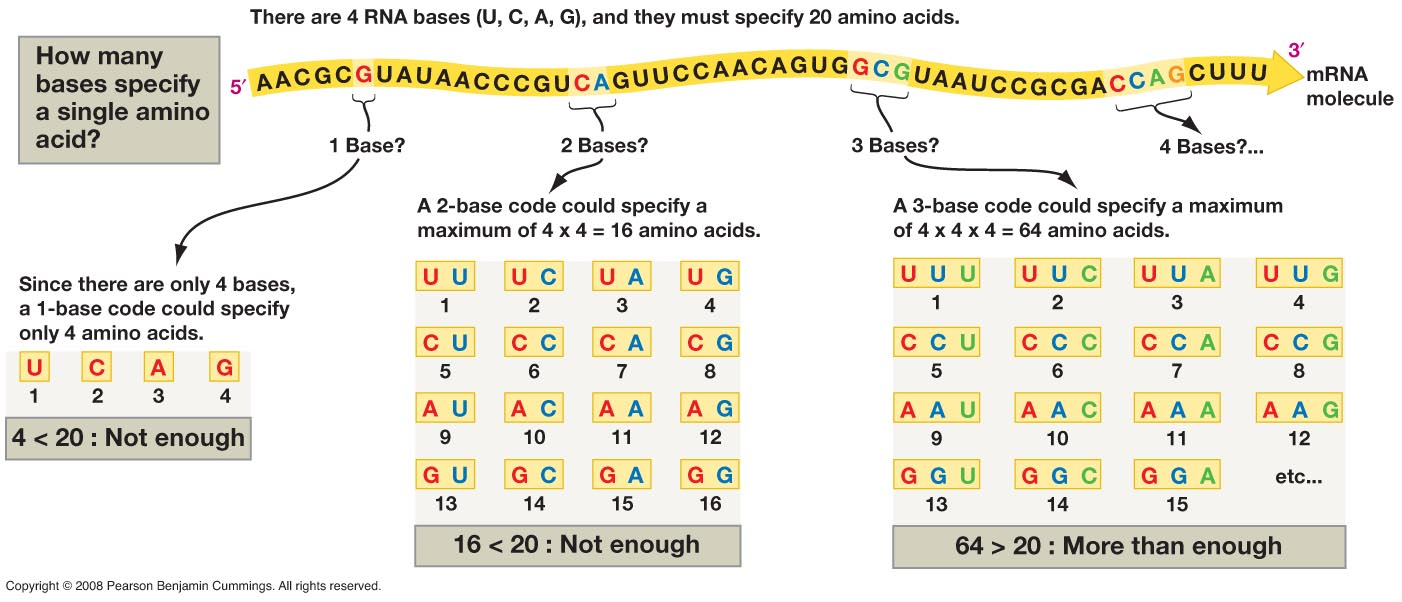 There are 4 RNA bases (U, C, A, G), and they must specify 20 amino acids.
How many
bases specify
a single amino
acid?
5′ AACGCGUAUAACCCGUCAGUUCCAACAGUGGCGUAAUCCGCGACCAGCUUU 3′
mRNA
molecule
1 Base?
2 Bases?
3 Bases?
4 Bases?...
Since there are only 4 bases,
a 1-base code could specify
only 4 amino acids.
U C A G
1 2 3 4
4 < 20 : Not enough
A 2-base code could specify a
maximum of 4 x 4 = 16 amino acids.
U U U C U A U G
1 2 3 4
C U C C C A C G
5 6 7 8
A U A C A A A G
9 10 11 12
G U G C G A G G
13 14 15 16
16 < 20 : Not enough
A 3-base code could specify a maximum
of 4 x 4 x 4 = 64 amino acids.
U U U U U C U U A U U G
1 2 3 4
C C U C C C C C A C C G
5 6 7 8
A A U A A C A A A A A G
9 10 11 12
G G U G G C G G A etc...
13 14 15
64 > 20 : More than enough
Copyright © 2008 Pearson Benjamin Cummings. All rights reserved.